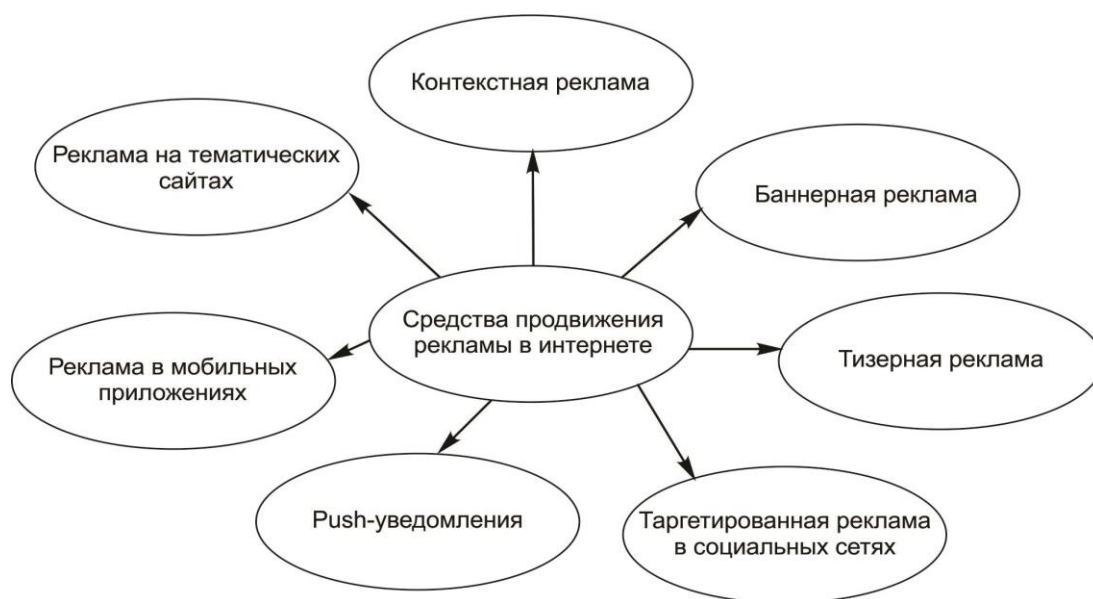 Контекстная реклама
Реклама на тематических
сайтах
Баннерная реклама
Средства продвижения
рекламы в интернете
Реклама в мобильных
приложениях
Тизерная реклама
Push-уведомления
Таргетированная реклама
в социальных сетях